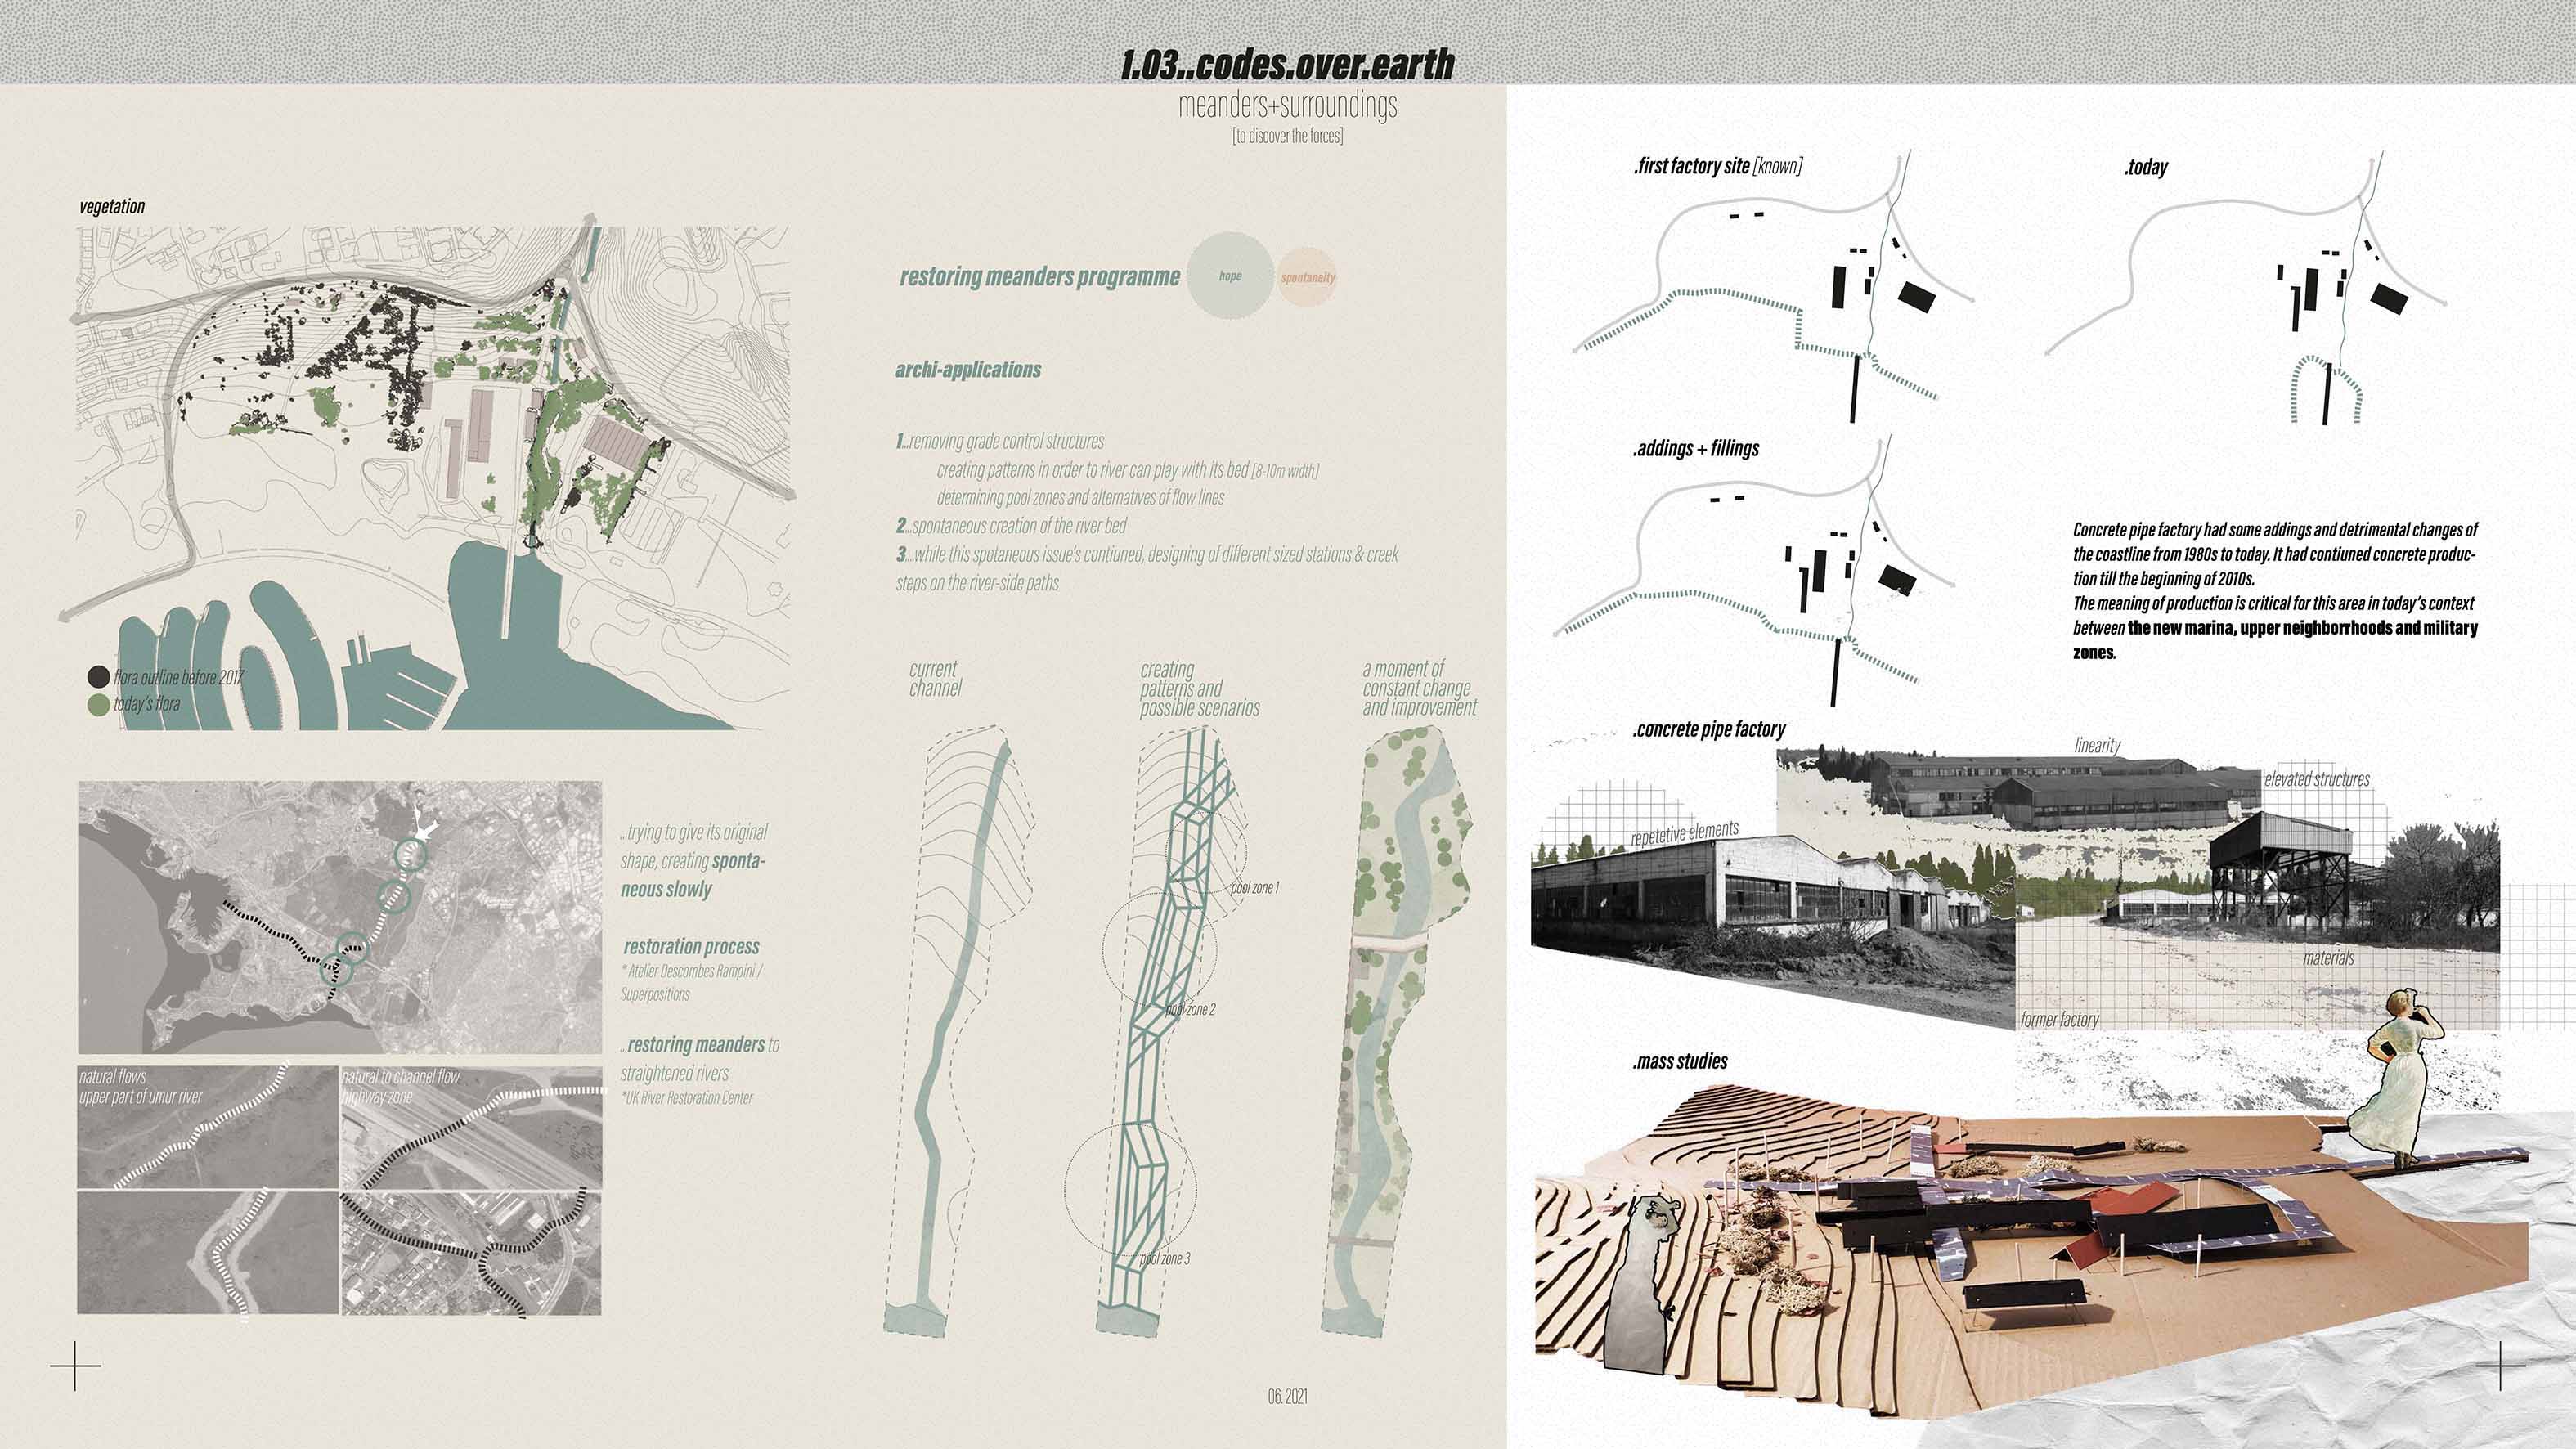 1.03..codes.over.earth
meanders+surroundings
[to discover the forces]
vegetation
flora outline before 2017
today's flora
natural flows
upper part of umur river
natural to channel flow
highway zone
...trying to give its original
shape, creating sponta-
neous slowly
restoration process
* Atelier Descombes Rampini /
Superpositions
...restoring meanders to
straightened rivers
*UK River Restoration Center
restoring meanders programme
hope
spontaneity
archi-applications
1...removing grade control structures
creating patterns in order to river can play with its bed [8-10m width]
determining pool zones and alternatives of flow lines
2...spontaneous creation of the river bed
3...while this spotaneous issue's contiuned, designing of different sized stations & creek
steps on the river-side paths
current
channel
creating
patterns and
possible scenarios
a moment of
constant change
and improvement
pool zone 1
pool zone 2
pool zone 3
06. 2021
.first factory site [known]
.today
.addings + fillings
Concrete pipe factory had some addings and detrimental changes of
the coastline from 1980s to today. It had contiuned concrete produc-
tion till the beginning of 2010s.
The meaning of production is critical for this area in today's context
between the new marina, upper neighborrhoods and military
zones.
.concrete pipe factory
linearity
elevated structures
repetetive elements
materials
former factory
.mass studies